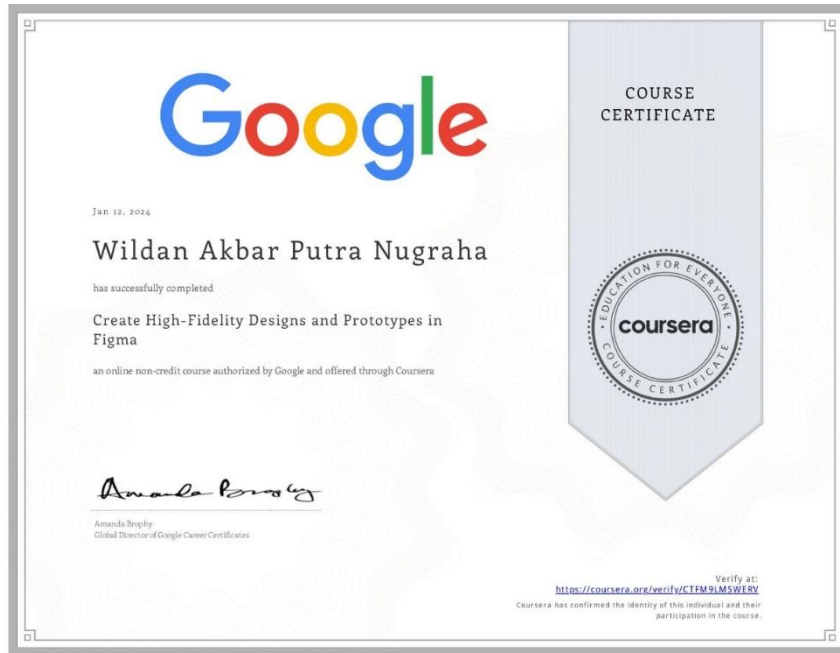 Google
COURSE
CERTIFICATE
Jan 12, 2024
Wildan Akbar Putra Nugraha
has successfully completed
Create High-Fidelity Designs and Prototypes in
Figma
an online non-credit course authorized by Google and offered through Coursera
EDUCATION FOR EVERYONE
coursera
COURSE CERTIFICATE
Amanda Brophy
Amanda Brophy
Global Director of Google Career Certificates
Verify at:
https://coursera.org/verify/CTFM9LMSWERV
Coursera has confirmed the identity of this individual and their
participation in the course.